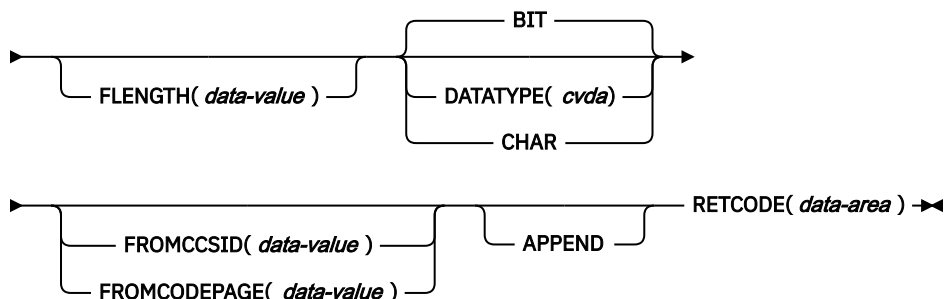 BIT
FLENGTH( data-value )
DATATYPE( cvda)
CHAR
RETCODE( data-area )
FROMCCSID( data-value )
APPEND
FROMCODEPAGE( data-value )